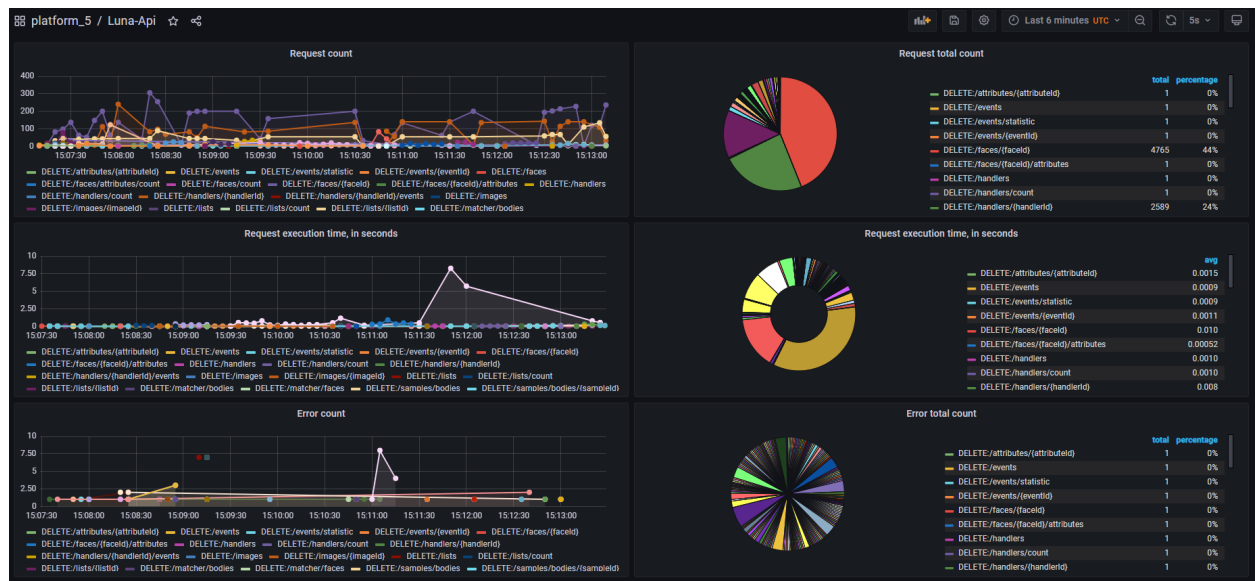 platform_5 / Luna-Api
Last 6 minutes UTC
5s
Request count
400
300
200
100
0
15:07:30 15:08:00 15:08:30 15:09:00 15:09:30 15:10:00 15:10:30 15:11:00 15:11:30 15:12:00 15:12:30 15:13:00
DELETE:/attributes/{attributeId} DELETE:/events DELETE:/events/statistic DELETE:/events/{eventId} DELETE:/faces
DELETE:/faces/attributes/count DELETE:/faces/count DELETE:/faces/{faceId} DELETE:/faces/{faceId}/attributes DELETE:/handlers
DELETE:/handlers/count DELETE:/handlers/{handlerId} DELETE:/handlers/{handlerId}/events DELETE:/images
DELETE:/images/{imageId} DELETE:/lists DELETE:/lists/count DELETE:/lists/{listId} DELETE:/matcher/bodies
Request total count
total percentage
DELETE:/attributes/{attributeId} 1 0%
DELETE:/events 1 0%
DELETE:/events/statistic 1 0%
DELETE:/events/{eventId} 1 0%
DELETE:/faces/{faceId} 4765 44%
DELETE:/faces/{faceId}/attributes 1 0%
DELETE:/handlers 1 0%
DELETE:/handlers/count 1 0%
DELETE:/handlers/{handlerId} 2589 24%
Request execution time, in seconds
10
7.50
5
2.50
0
15:07:30 15:08:00 15:08:30 15:09:00 15:09:30 15:10:00 15:10:30 15:11:00 15:11:30 15:12:00 15:12:30 15:13:00
DELETE:/attributes/{attributeId} DELETE:/events DELETE:/events/statistic DELETE:/events/{eventId} DELETE:/faces/{faceId}
DELETE:/faces/{faceId}/attributes DELETE:/handlers DELETE:/handlers/count DELETE:/handlers/{handlerId}
DELETE:/handlers/{handlerId}/events DELETE:/images DELETE:/images/{imageId} DELETE:/lists DELETE:/lists/count
DELETE:/lists/{listId} DELETE:/matcher/bodies DELETE:/matcher/faces DELETE:/samples/bodies DELETE:/samples/bodies/{sampleId}
Request execution time, in seconds
avg
DELETE:/attributes/{attributeId} 0.0015
DELETE:/events 0.0009
DELETE:/events/statistic 0.0009
DELETE:/events/{eventId} 0.0011
DELETE:/faces/{faceId} 0.010
DELETE:/faces/{faceId}/attributes 0.00052
DELETE:/handlers 0.0010
DELETE:/handlers/count 0.0010
DELETE:/handlers/{handlerId} 0.008
Error count
10
7.50
5
2.50
0
15:07:30 15:08:00 15:08:30 15:09:00 15:09:30 15:10:00 15:10:30 15:11:00 15:11:30 15:12:00 15:12:30 15:13:00
DELETE:/attributes/{attributeId} DELETE:/events DELETE:/events/statistic DELETE:/events/{eventId} DELETE:/faces/{faceId}
DELETE:/faces/{faceId}/attributes DELETE:/handlers DELETE:/handlers/count DELETE:/handlers/{handlerId}
DELETE:/handlers/{handlerId}/events DELETE:/images DELETE:/images/{imageId} DELETE:/lists DELETE:/lists/count
DELETE:/lists/{listId} DELETE:/matcher/bodies DELETE:/matcher/faces DELETE:/samples/bodies DELETE:/samples/bodies/{sampleId}
Error total count
total percentage
DELETE:/attributes/{attributeId} 1 0%
DELETE:/events 1 0%
DELETE:/events/statistic 1 0%
DELETE:/events/{eventId} 1 0%
DELETE:/faces/{faceId} 1 0%
DELETE:/faces/{faceId}/attributes 1 0%
DELETE:/handlers 1 0%
DELETE:/handlers/count 1 0%
DELETE:/handlers/{handlerId} 1 0%